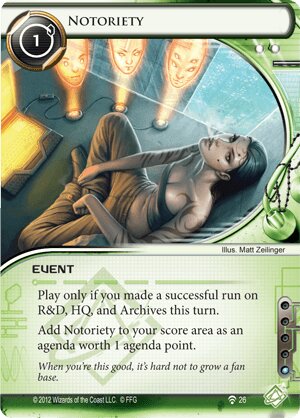 1
NOTORIETY
Illus. Matt Zeilinger
EVENT
Play only if you made a successful run on
R&D, HQ, and Archives this turn.
Add Notoriety to your score area as an
agenda worth 1 agenda point.
When you're this good, it's hard not to grow a fan
base.
© 2012 Wizards of the Coast LLC. © FFG
26